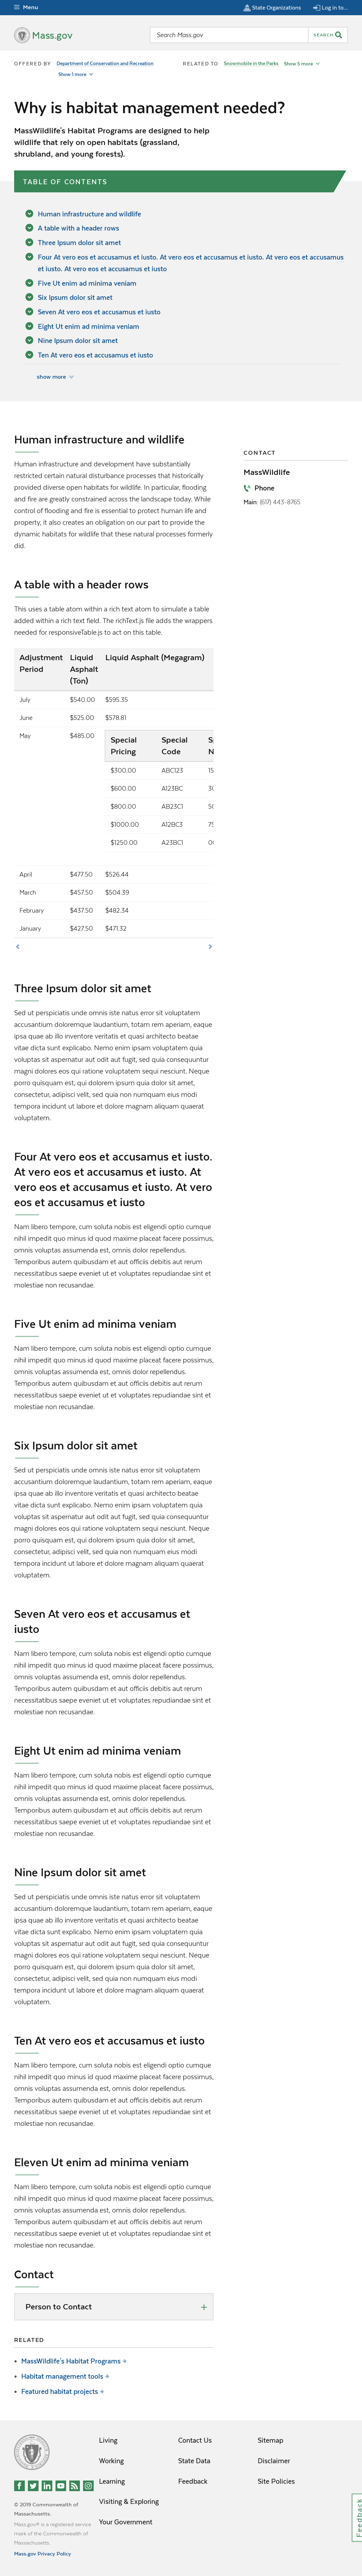 Menu
State Organizations
Log in to...
Mass.gov
Search Mass.gov
SEARCH
OFFERED BY
Department of Conservation and Recreation
Show 1 more
RELATED TO
Snowmobile in the Parks
Show 5 more
Why is habitat management needed?
MassWildlife's Habitat Programs are designed to help
wildlife that rely on open habitats (grassland,
shrubland, and young forests).
TABLE OF CONTENTS
Human infrastructure and wildlife
A table with a header rows
Three Ipsum dolor sit amet
Four At vero eos et accusamus et iusto. At vero eos et accusamus et iusto. At vero eos et accusamus
et iusto. At vero eos et accusamus et iusto
Five Ut enim ad minima veniam
Six Ipsum dolor sit amet
Seven At vero eos et accusamus et iusto
Eight Ut enim ad minima veniam
Nine Ipsum dolor sit amet
Ten At vero eos et accusamus et iusto
show more
Human infrastructure and wildlife
Human infrastructure and development have substantially
restricted certain natural disturbance processes that historically
provided diverse open habitats for wildlife. In particular, flooding
and fire are greatly constrained across the landscape today. While
control of flooding and fire is essential to protect human life and
property, it also creates an obligation on our part to provide the
dynamic habitats for wildlife that these natural processes formerly
did.
CONTACT
MassWildlife
Phone
Main: (617) 443-8765
A table with a header rows
This uses a table atom within a rich text atom to simulate a table
added within a rich text field. The richText.js file adds the wrappers
needed for responsiveTable.js to act on this table.
Adjustment Period
Liquid Asphalt (Ton)
Liquid Asphalt (Megagram)
July $540.00 $595.35
June $525.00 $578.81
May $485.00
Special Pricing
Special Code
$300.00 ABC123 15
$600.00 A123BC 30
$800.00 AB23C1 50
$1000.00 A12BC3 75
$1250.00 A23BC1 00
April $477.50 $526.44
March $457.50 $504.39
February $437.50 $482.34
January $427.50 $471.32
Three Ipsum dolor sit amet
Sed ut perspiciatis unde omnis iste natus error sit voluptatem
accusantium doloremque laudantium, totam rem aperiam, eaque
ipsa quae ab illo inventore veritatis et quasi architecto beatae
vitae dicta sunt explicabo. Nemo enim ipsam voluptatem quia
voluptas sit aspernatur aut odit aut fugit, sed quia consequuntur
magni dolores eos qui ratione voluptatem sequi nesciunt. Neque
porro quisquam est, qui dolorem ipsum quia dolor sit amet,
consectetur, adipisci velit, sed quia non numquam eius modi
tempora incidunt ut labore et dolore magnam aliquam quaerat
voluptatem.
Four At vero eos et accusamus et iusto.
At vero eos et accusamus et iusto. At
vero eos et accusamus et iusto. At vero
eos et accusamus et iusto
Nam libero tempore, cum soluta nobis est eligendi optio cumque
nihil impedit quo minus id quod maxime placeat facere possimus,
omnis voluptas assumenda est, omnis dolor repellendus.
Temporibus autem quibusdam et aut officiis debitis aut rerum
necessitatibus saepe eveniet ut et voluptates repudiandae sint et
molestiae non recusandae.
Five Ut enim ad minima veniam
Nam libero tempore, cum soluta nobis est eligendi optio cumque
nihil impedit quo minus id quod maxime placeat facere possimus,
omnis voluptas assumenda est, omnis dolor repellendus.
Temporibus autem quibusdam et aut officiis debitis aut rerum
necessitatibus saepe eveniet ut et voluptates repudiandae sint et
molestiae non recusandae.
Six Ipsum dolor sit amet
Sed ut perspiciatis unde omnis iste natus error sit voluptatem
accusantium doloremque laudantium, totam rem aperiam, eaque
ipsa quae ab illo inventore veritatis et quasi architecto beatae
vitae dicta sunt explicabo. Nemo enim ipsam voluptatem quia
voluptas sit aspernatur aut odit aut fugit, sed quia consequuntur
magni dolores eos qui ratione voluptatem sequi nesciunt. Neque
porro quisquam est, qui dolorem ipsum quia dolor sit amet,
consectetur, adipisci velit, sed quia non numquam eius modi
tempora incidunt ut labore et dolore magnam aliquam quaerat
voluptatem.
Seven At vero eos et accusamus et
iusto
Nam libero tempore, cum soluta nobis est eligendi optio cumque
nihil impedit quo minus id quod maxime placeat facere possimus,
omnis voluptas assumenda est, omnis dolor repellendus.
Temporibus autem quibusdam et aut officiis debitis aut rerum
necessitatibus saepe eveniet ut et voluptates repudiandae sint et
molestiae non recusandae.
Eight Ut enim ad minima veniam
Nam libero tempore, cum soluta nobis est eligendi optio cumque
nihil impedit quo minus id quod maxime placeat facere possimus,
omnis voluptas assumenda est, omnis dolor repellendus.
Temporibus autem quibusdam et aut officiis debitis aut rerum
necessitatibus saepe eveniet ut et voluptates repudiandae sint et
molestiae non recusandae.
Nine Ipsum dolor sit amet
Sed ut perspiciatis unde omnis iste natus error sit voluptatem
accusantium doloremque laudantium, totam rem aperiam, eaque
ipsa quae ab illo inventore veritatis et quasi architecto beatae
vitae dicta sunt explicabo. Nemo enim ipsam voluptatem quia
voluptas sit aspernatur aut odit aut fugit, sed quia consequuntur
magni dolores eos qui ratione voluptatem sequi nesciunt. Neque
porro quisquam est, qui dolorem ipsum quia dolor sit amet,
consectetur, adipisci velit, sed quia non numquam eius modi
tempora incidunt ut labore et dolore magnam aliquam quaerat
voluptatem.
Ten At vero eos et accusamus et iusto
Nam libero tempore, cum soluta nobis est eligendi optio cumque
nihil impedit quo minus id quod maxime placeat facere possimus,
omnis voluptas assumenda est, omnis dolor repellendus.
Temporibus autem quibusdam et aut officiis debitis aut rerum
necessitatibus saepe eveniet ut et voluptates repudiandae sint et
molestiae non recusandae.
Eleven Ut enim ad minima veniam
Nam libero tempore, cum soluta nobis est eligendi optio cumque
nihil impedit quo minus id quod maxime placeat facere possimus,
omnis voluptas assumenda est, omnis dolor repellendus.
Temporibus autem quibusdam et aut officiis debitis aut rerum
necessitatibus saepe eveniet ut et voluptates repudiandae sint et
molestiae non recusandae.
Contact
Person to Contact
RELATED
MassWildlife's Habitat Programs
Habitat management tools
Featured habitat projects
Living
Working
Learning
Visiting & Exploring
Your Government
Contact Us
State Data
Feedback
Sitemap
Disclaimer
Site Policies
© 2019 Commonwealth of
Massachusetts.
Mass.gov® is a registered service
mark of the Commonwealth of
Massachusetts.
Mass.gov Privacy Policy
Feedback